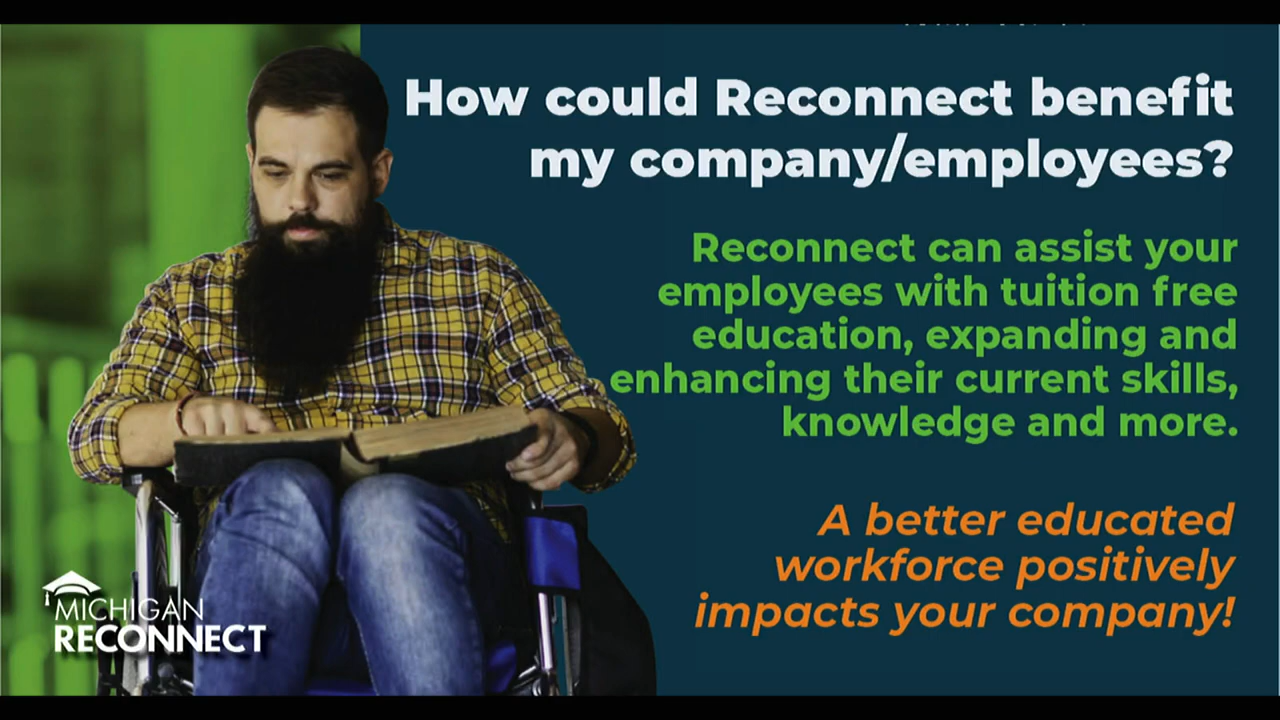 How could Reconnect benefit
my company/employees?
Reconnect can assist your
employees with tuition free
education, expanding and
enhancing their current skills,
knowledge and more.
A better educated
workforce positively
impacts your company!
MICHIGAN
RECONNECT